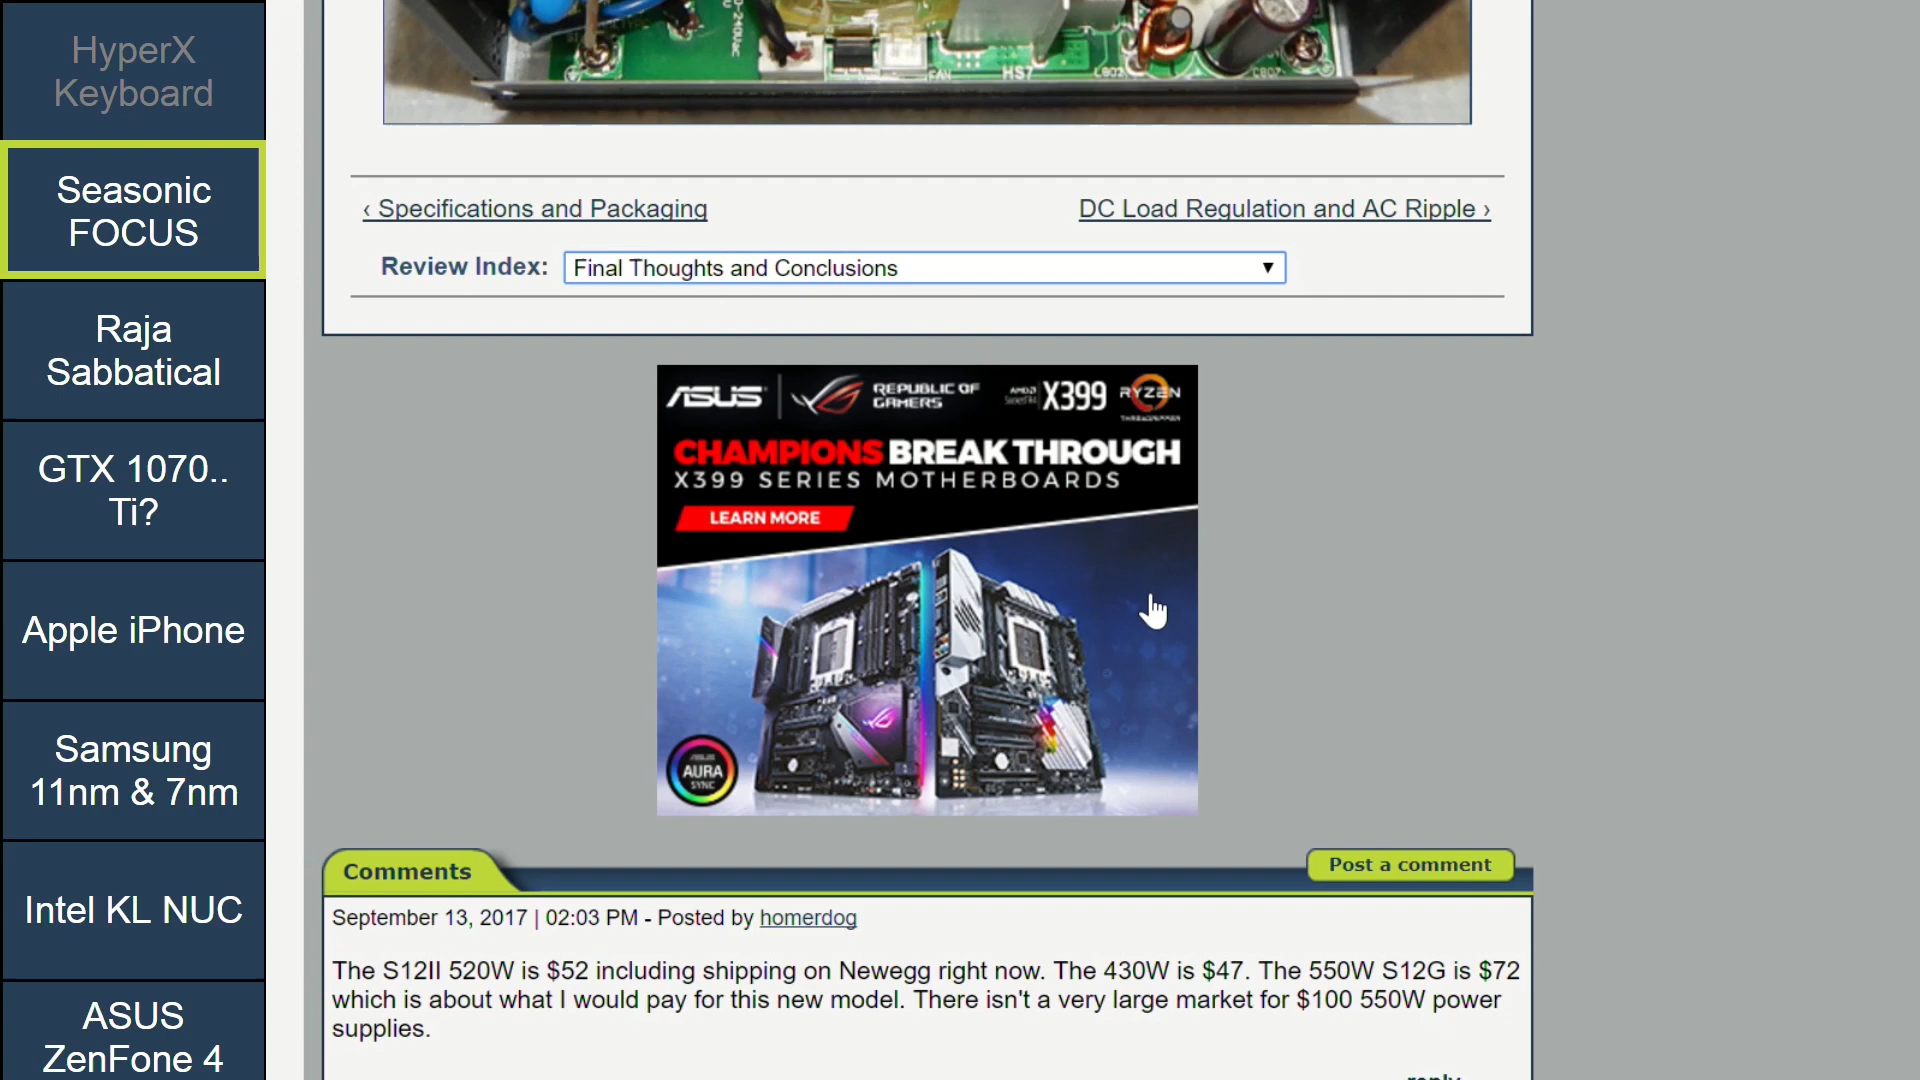 HyperX
Keyboard
Seasonic
FOCUS
Raja
Sabbatical
GTX 1070..
Ti?
Apple iPhone
Samsung
11nm & 7nm
Intel KL NUC
ASUS
ZenFone 4
FAN
HS7
‹ Specifications and Packaging
DC Load Regulation and AC Ripple ›
Review Index: Final Thoughts and Conclusions
ASUS
REPUBLIC OF
GAMERS
X399
RYZEN
THREADRIPPER
CHAMPIONS BREAK THROUGH
X399 SERIES MOTHERBOARDS
LEARN MORE
AURA
SYNC
Comments
Post a comment
September 13, 2017 | 02:03 PM - Posted by homerdog
The S12II 520W is $52 including shipping on Newegg right now. The 430W is $47. The 550W S12G is $72
which is about what I would pay for this new model. There isn't a very large market for $100 550W power
supplies.
reply